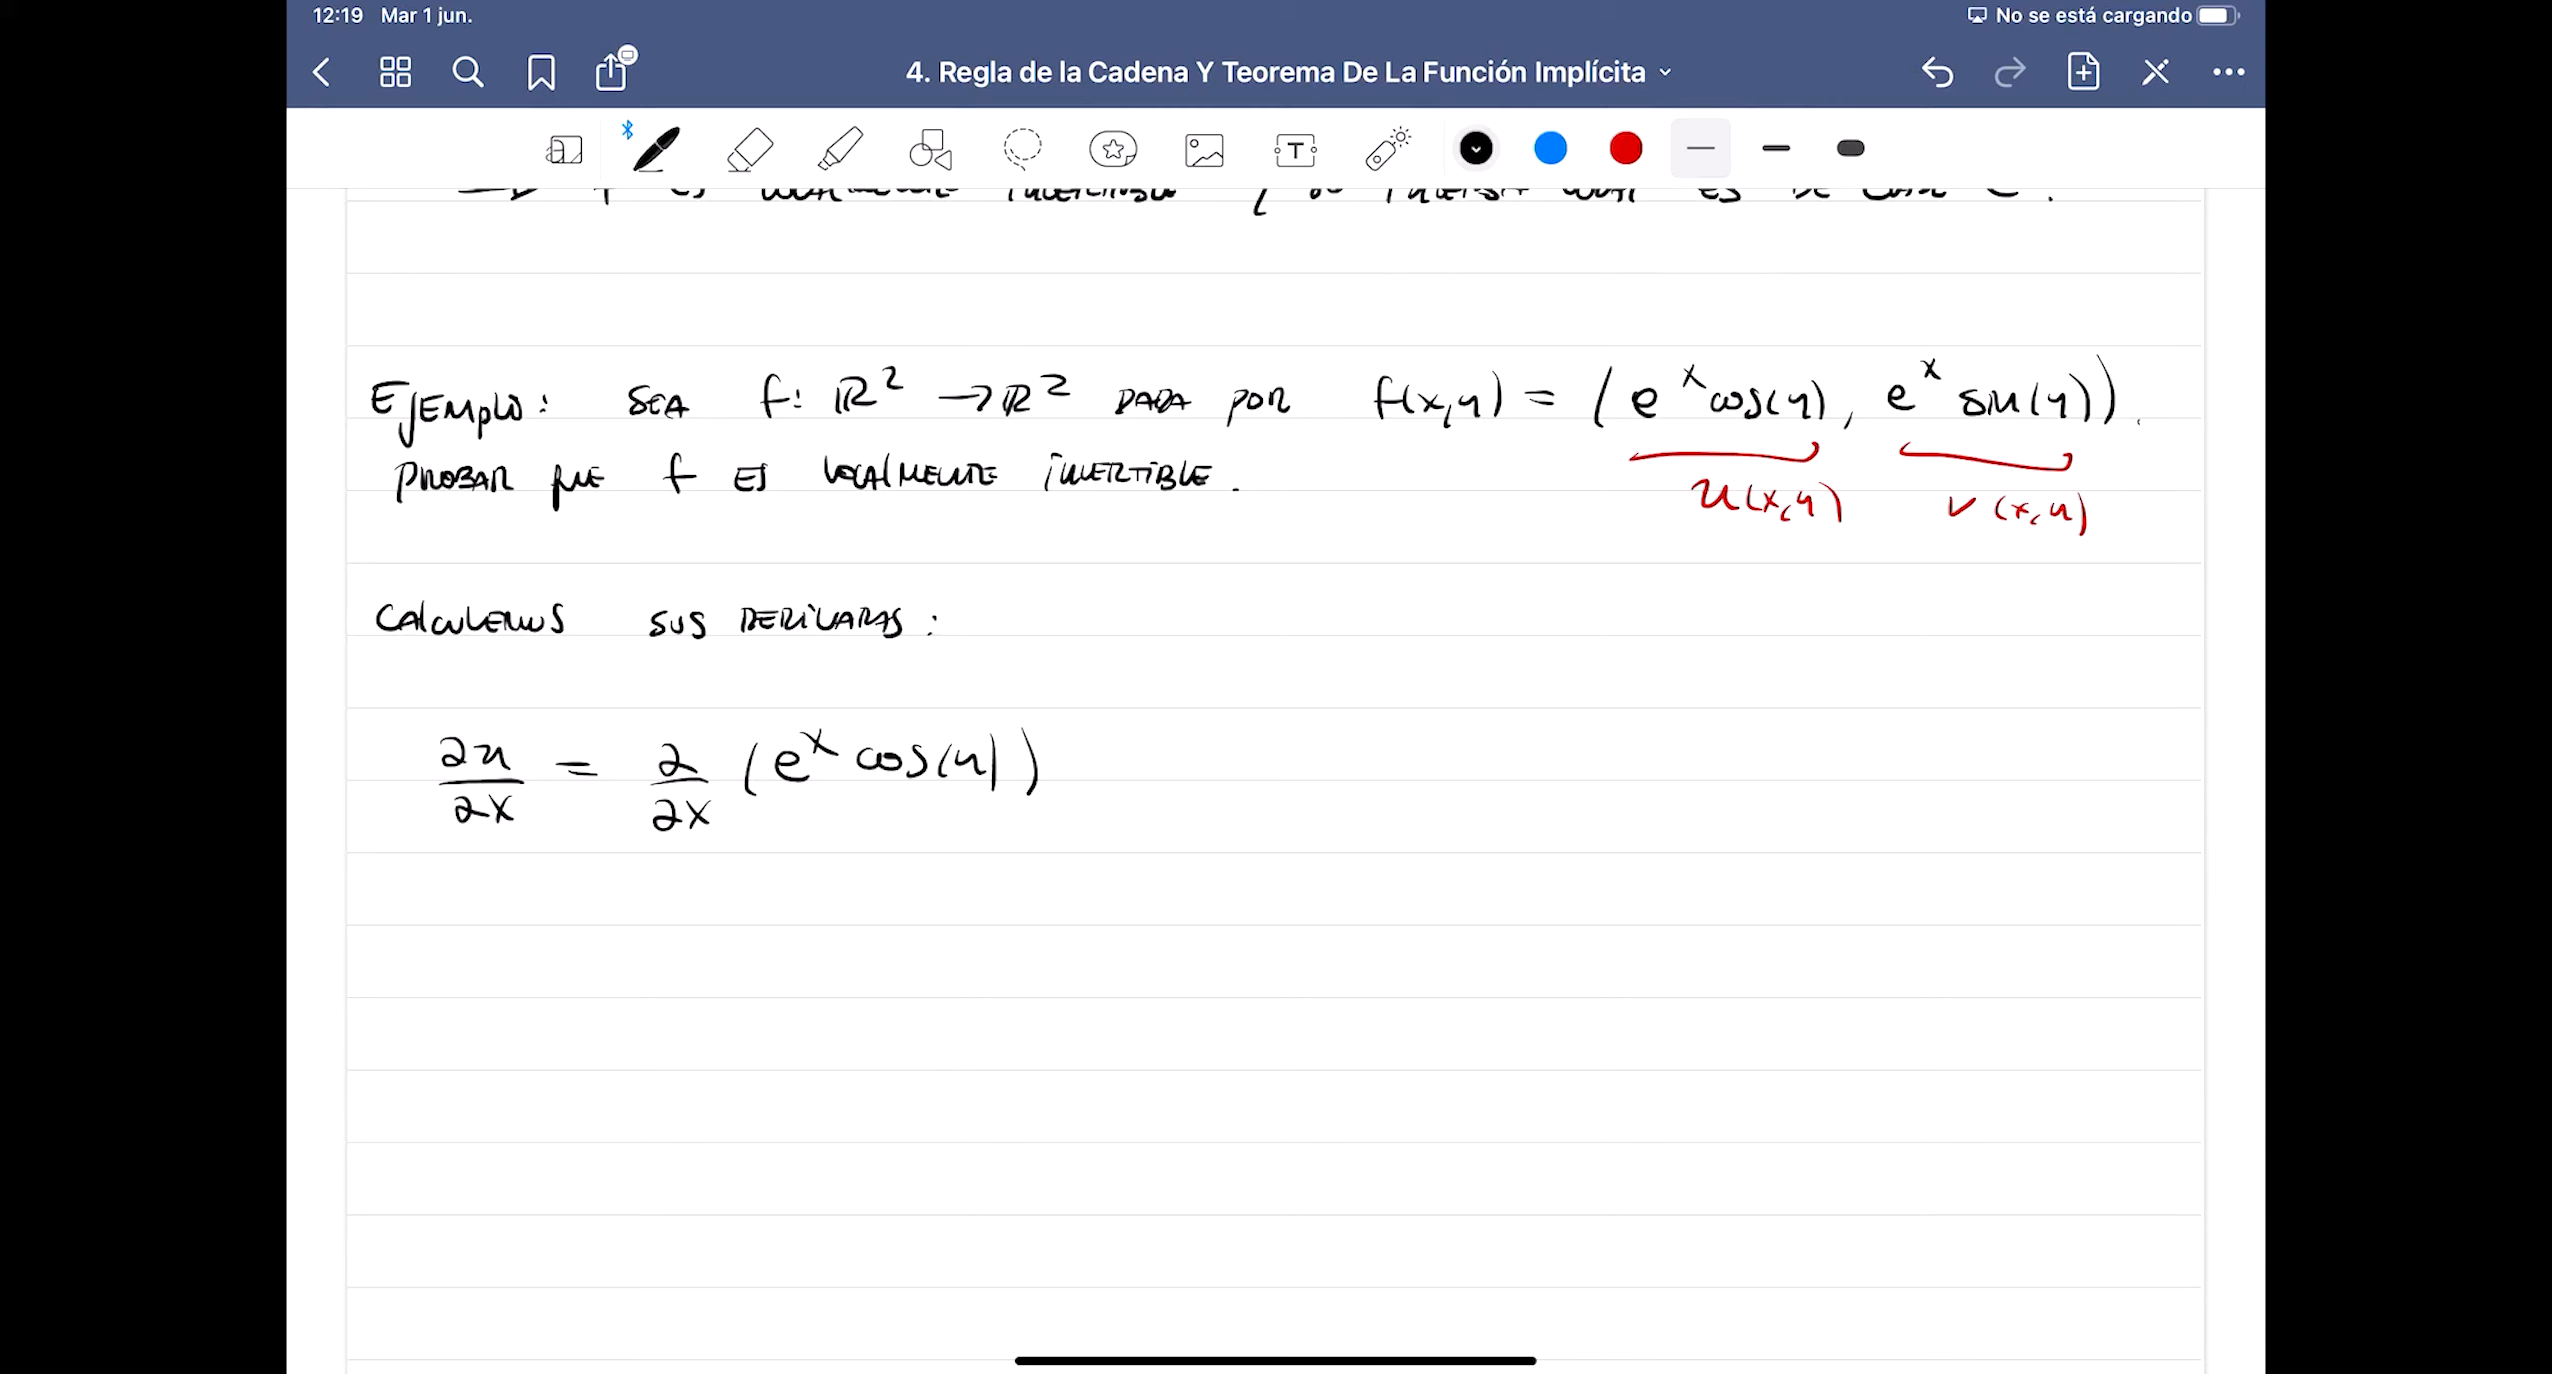 12:19 Mar 1 jun.
No se está cargando
4. Regla de la Cadena Y Teorema De La Función Implícita
T
EJEMPLO: SEA f: ℝ² → ℝ² DADA POR f(x,y) = (e^x cos(y), e^x sin(y)).
PROBAR QUE f ES LOCALMENTE INVERTIBLE.
u(x,y) v(x,y)
CALCULEMOS SUS DERIVADAS:
∂u/∂x = ∂/∂x (e^x cos(y))